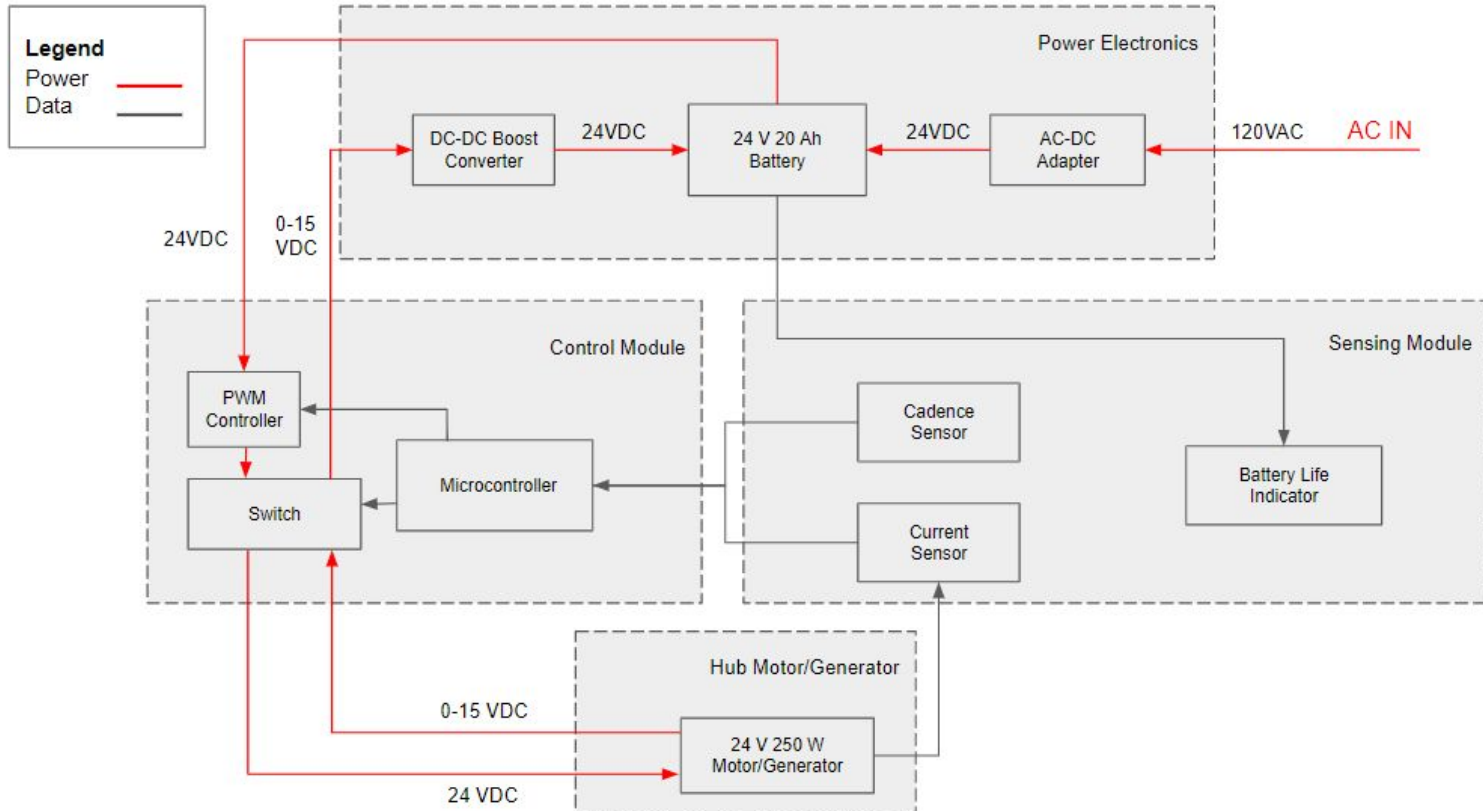 Legend
Power
Data
Power Electronics
DC-DC Boost
Converter
24VDC
24 V 20 Ah
Battery
24VDC
AC-DC
Adapter
120VAC
AC IN
24VDC
0-15
VDC
Control Module
PWM
Controller
Microcontroller
Switch
Sensing Module
Cadence
Sensor
Current
Sensor
Battery Life
Indicator
Hub Motor/Generator
0-15 VDC
24 V 250 W
Motor/Generator
24 VDC